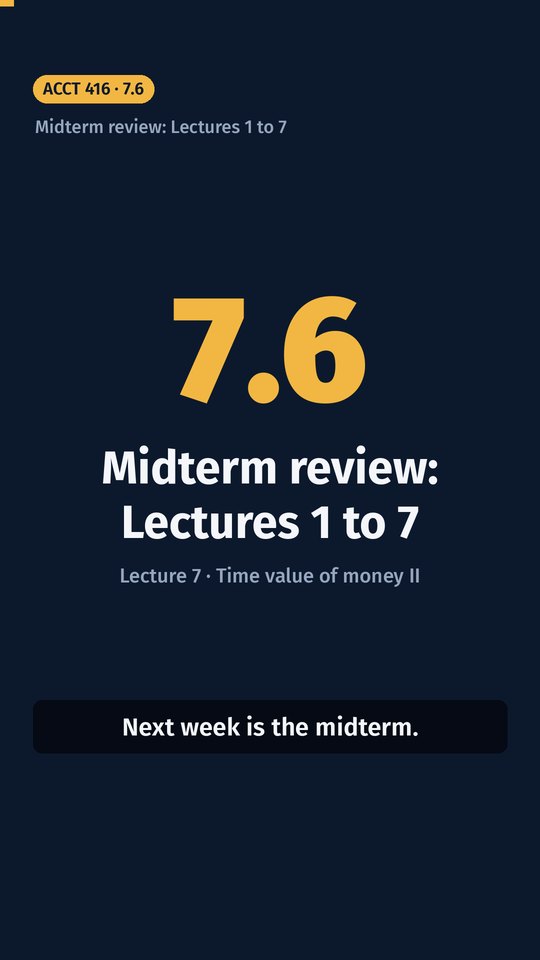 ACCT 416 · 7.6
Midterm review: Lectures 1 to 7
7.6
Midterm review:
Lectures 1 to 7
Lecture 7 · Time value of money II
Next week is the midterm.